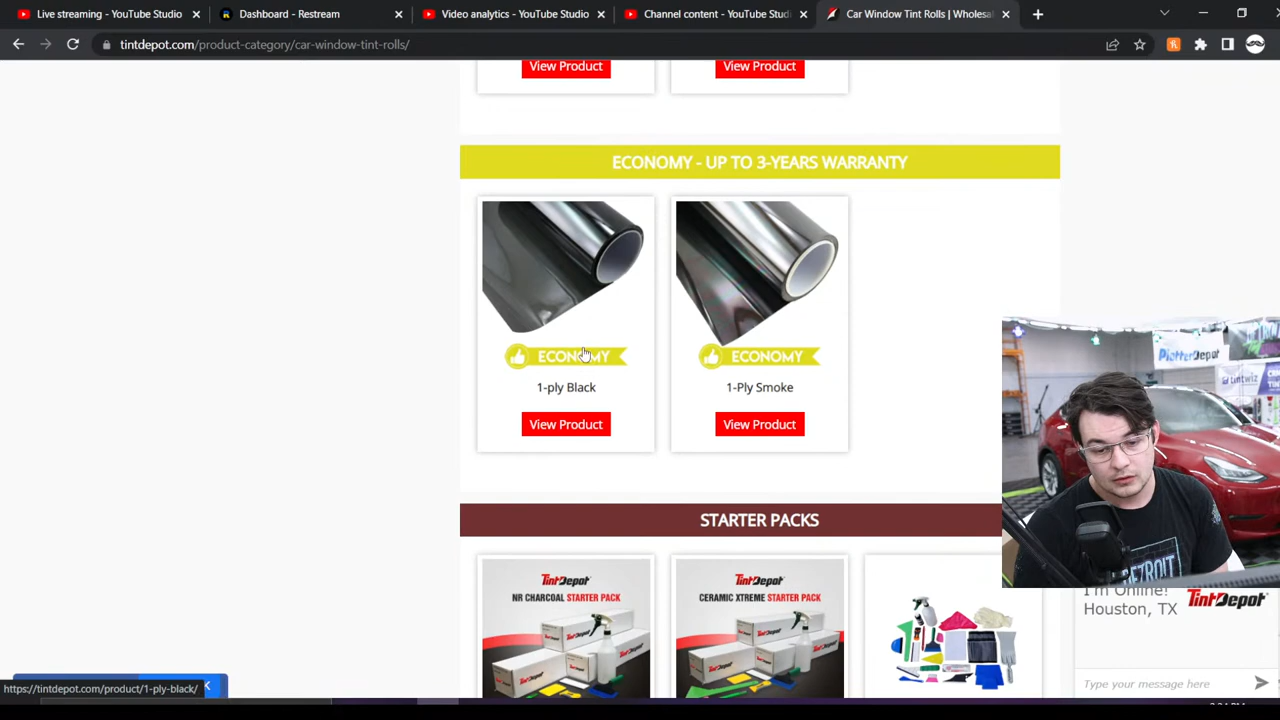 Live streaming - YouTube Studio
Dashboard - Restream
Video analytics - YouTube Studio
Channel content - YouTube Studio
Car Window Tint Rolls | Wholesal
tintdepot.com/product-category/car-window-tint-rolls/
View Product
View Product
ECONOMY - UP TO 3-YEARS WARRANTY
ECONOMY
ECONOMY
1-ply Black
1-Ply Smoke
View Product
View Product
STARTER PACKS
TintDepot
NR CHARCOAL STARTER PACK
TintDepot
CERAMIC XTREME STARTER PACK
PlotterDepot
tintwiz
I'm Online!
Houston, TX
TintDepot
Type your message here
https://tintdepot.com/product/1-ply-black/